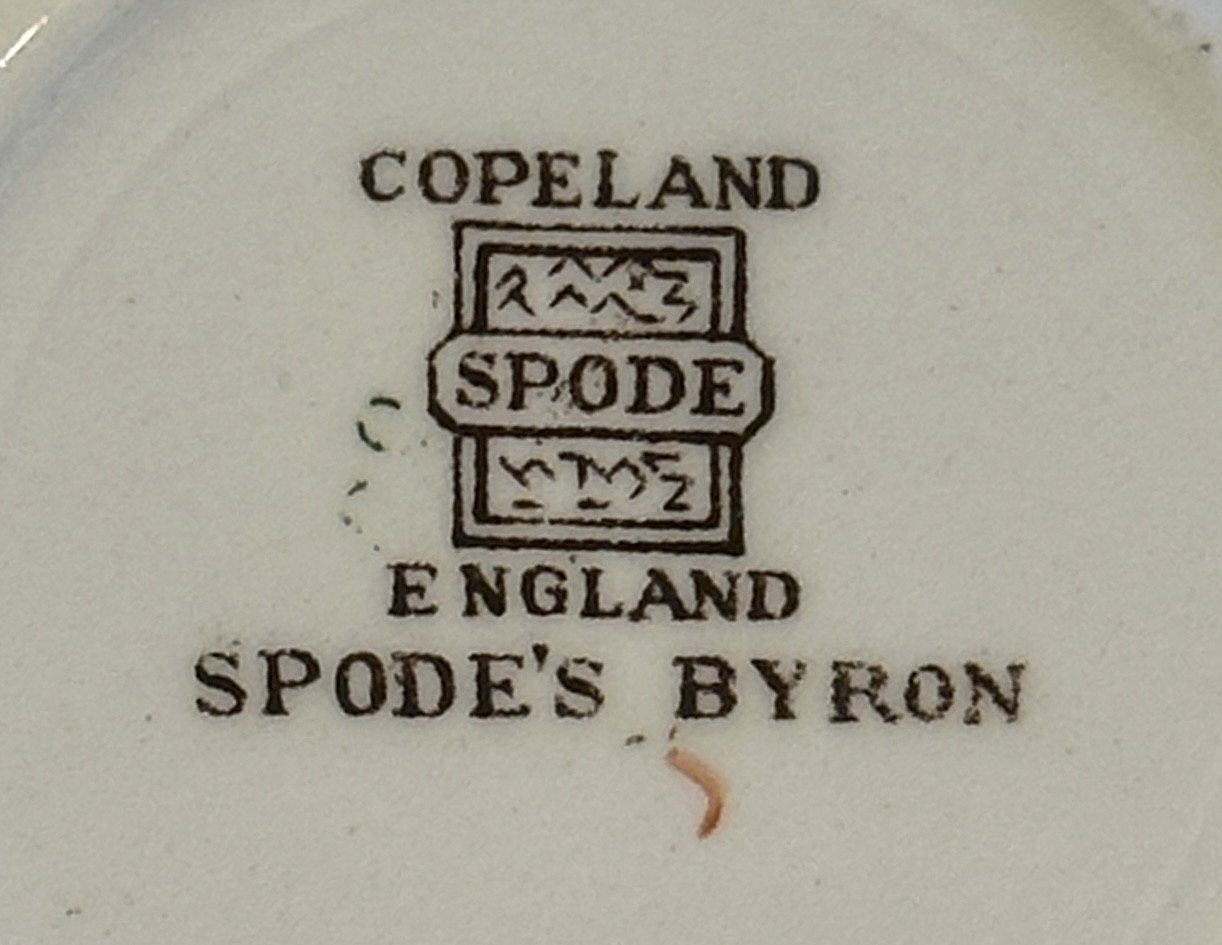 COPELAND
SPODE
ENGLAND
SPODE'S BYRON